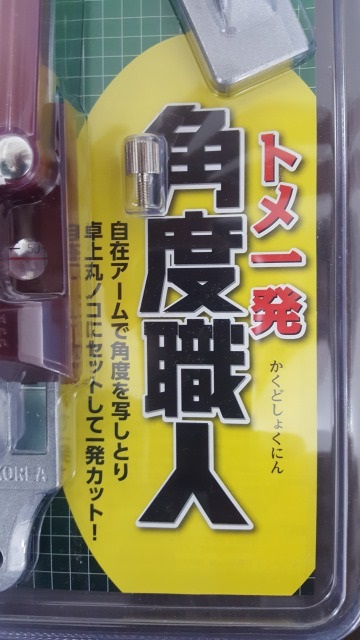 トメ一発
角度職人
かくどしょくにん
自在アームで角度を写しとり
卓上丸ノコにセットして一発カット!
KOREA